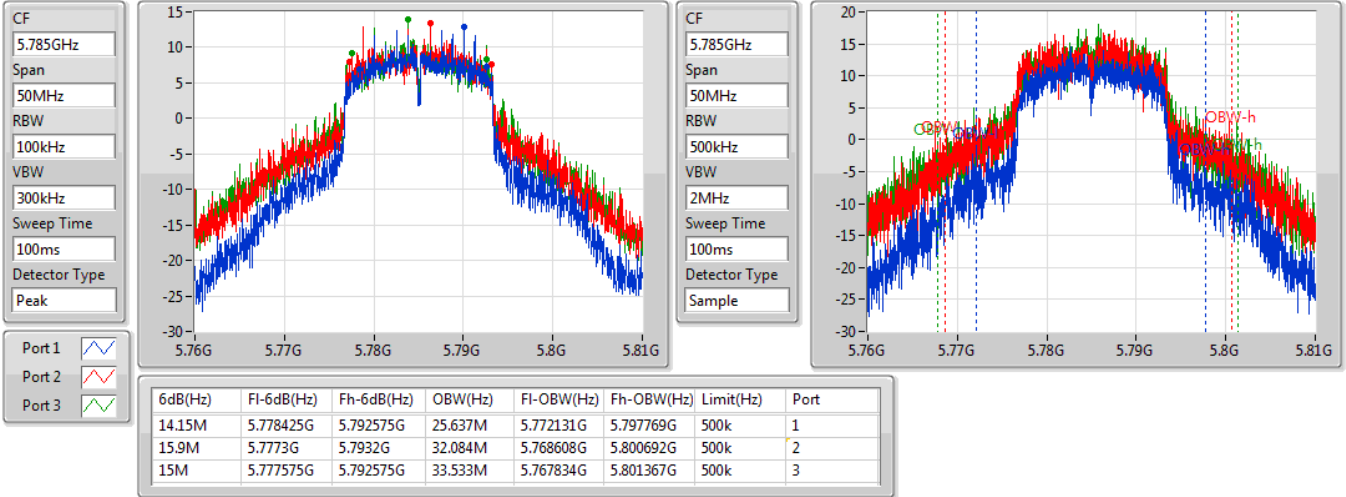 CF
5.785GHz
Span
50MHz
RBW
100kHz
VBW
300kHz
Sweep Time
100ms
Detector Type
Peak
Port 1
Port 2
Port 3
15
10
5
0
-5
-10
-15
-20
-25
-30
5.76G 5.77G 5.78G 5.79G 5.8G 5.81G
CF
5.785GHz
Span
50MHz
RBW
500kHz
VBW
2MHz
Sweep Time
100ms
Detector Type
Sample
20
15
10
5
0
-5
-10
-15
-20
-25
-30
OBW-h
5.76G 5.77G 5.78G 5.79G 5.8G 5.81G
6dB(Hz) Fl-6dB(Hz) Fh-6dB(Hz) OBW(Hz) Fl-OBW(Hz) Fh-OBW(Hz) Limit(Hz) Port
14.15M 5.778425G 5.792575G 25.637M 5.772131G 5.797769G 500k 1
15.9M 5.7773G 5.7932G 32.084M 5.768608G 5.800692G 500k 2
15M 5.777575G 5.792575G 33.533M 5.767834G 5.801367G 500k 3